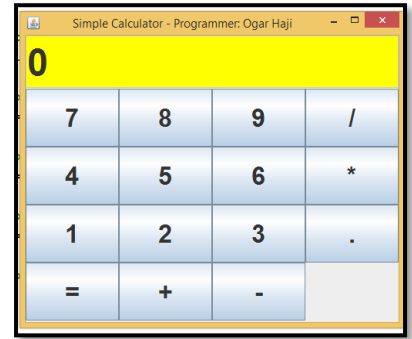 Simple Calculator - Programmer: Ogar Haji
0
7 8 9 /
4 5 6 *
1 2 3 .
= + -